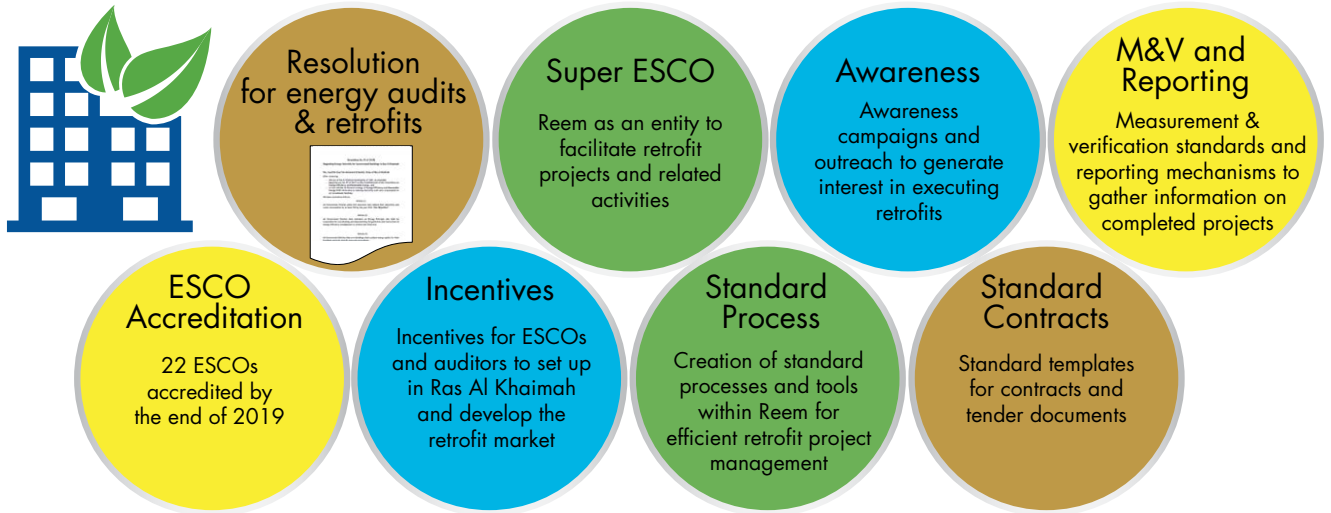 Resolution
for energy audits
& retrofits
Super ESCO
Reem as an entity to
facilitate retrofit
projects and related
activities
Awareness
Awareness
campaigns and
outreach to generate
interest in executing
retrofits
M&V and
Reporting
Measurement &
verification standards and
reporting mechanisms to
gather information on
completed projects
ESCO
Accreditation
22 ESCOs
accredited by
the end of 2019
Incentives
Incentives for ESCOs
and auditors to set up
in Ras Al Khaimah
and develop the
retrofit market
Standard
Process
Creation of standard
processes and tools
within Reem for
efficient retrofit project
management
Standard
Contracts
Standard templates
for contracts and
tender documents